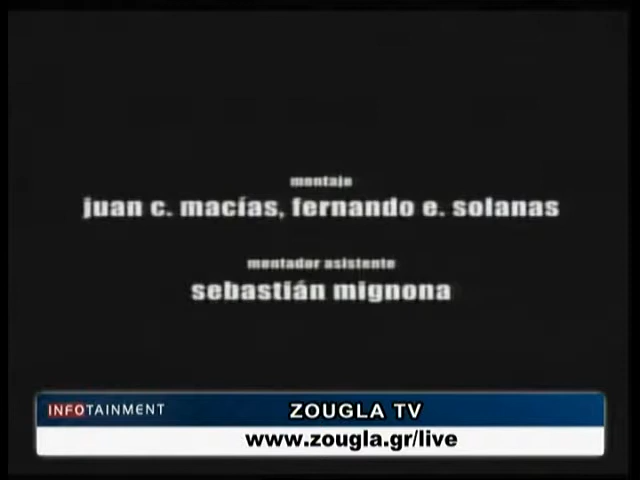 montaje
juan c. macías, fernando e. solanas
montador asistente
sebastián mignona
INFOTAINMENT
ZOUGLA TV
www.zougla.gr/live